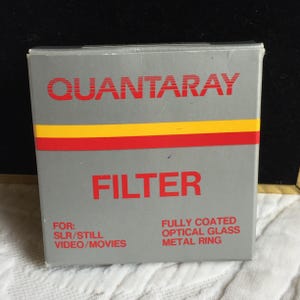 QUANTARAY
FILTER
FOR:
SLR/STILL
VIDEO/MOVIES
FULLY COATED
OPTICAL GLASS
METAL RING